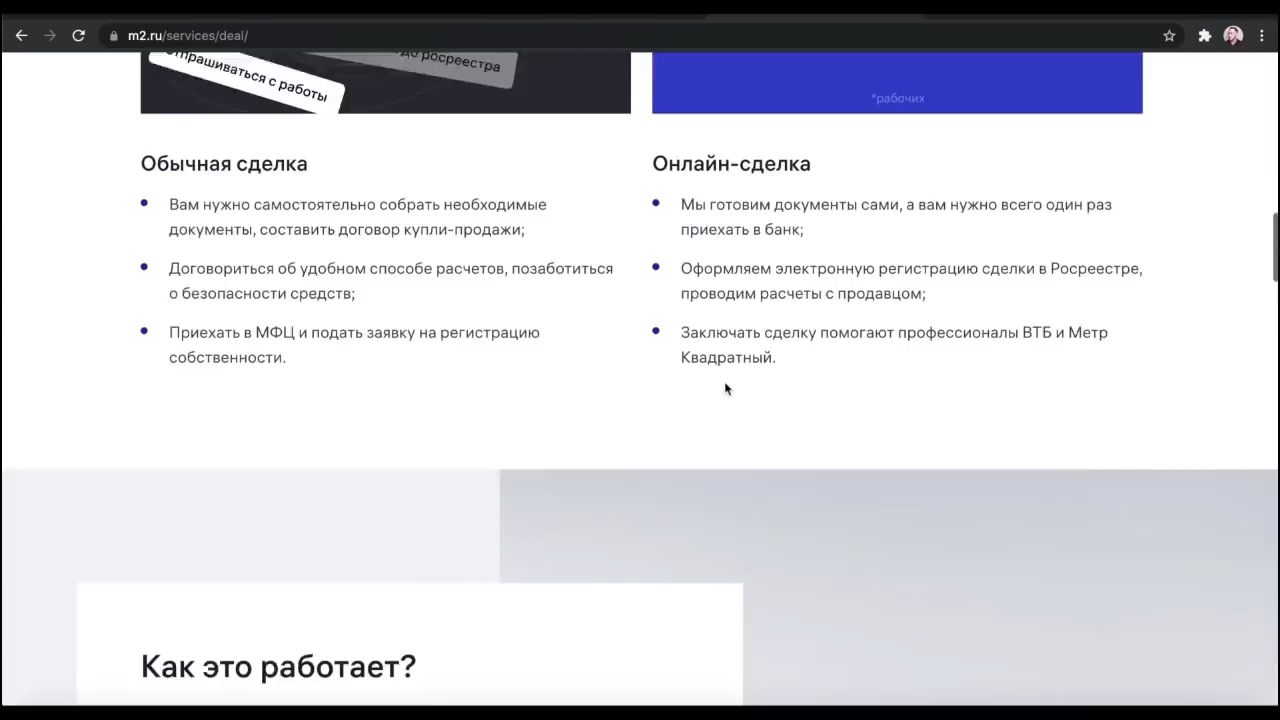 m2.ru/services/deal/
да росреестра
отпрашиваться с работы
*рабочих
Обычная сделка
Вам нужно самостоятельно собрать необходимые
документы, составить договор купли-продажи;
Договориться об удобном способе расчетов, позаботиться
о безопасности средств;
Приехать в МФЦ и подать заявку на регистрацию
собственности.
Онлайн-сделка
Мы готовим документы сами, а вам нужно всего один раз
приехать в банк;
Оформляем электронную регистрацию сделки в Росреестре,
проводим расчеты с продавцом;
Заключать сделку помогают профессионалы ВТБ и Метр
Квадратный.
Как это работает?